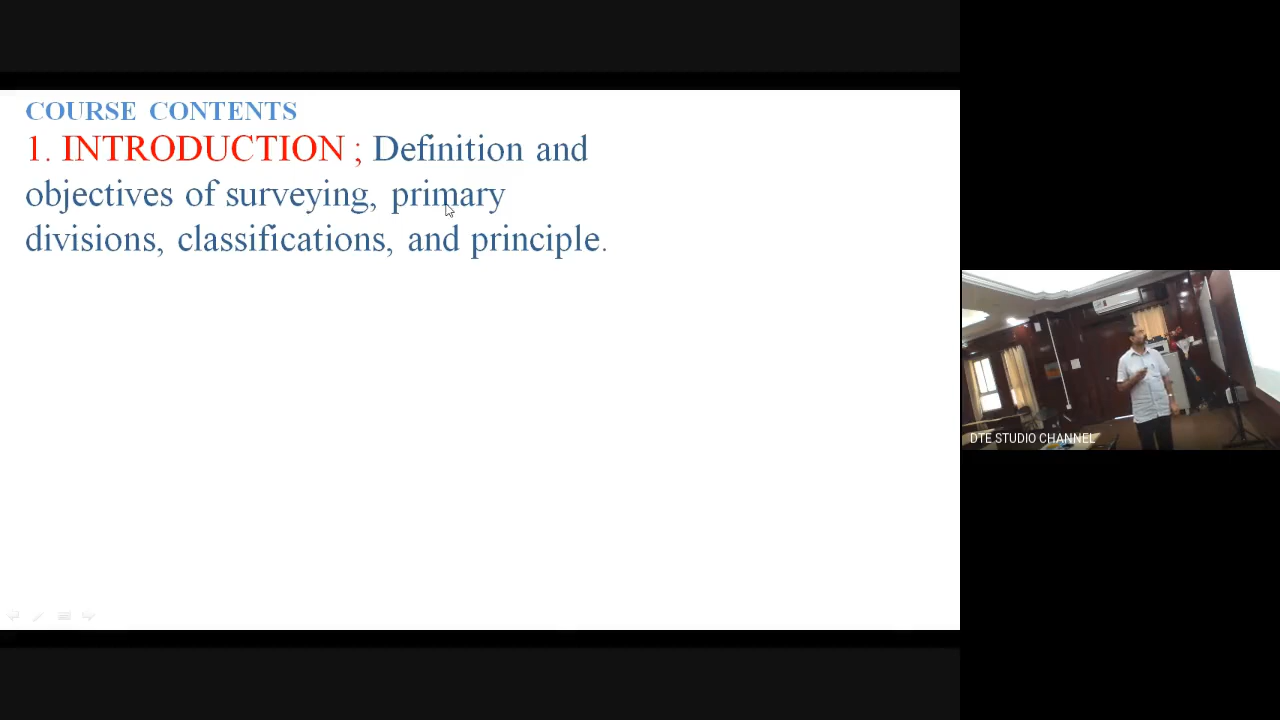 COURSE CONTENTS
1. INTRODUCTION ; Definition and
objectives of surveying, primary
divisions, classifications, and principle.
DTE STUDIO CHANNEL